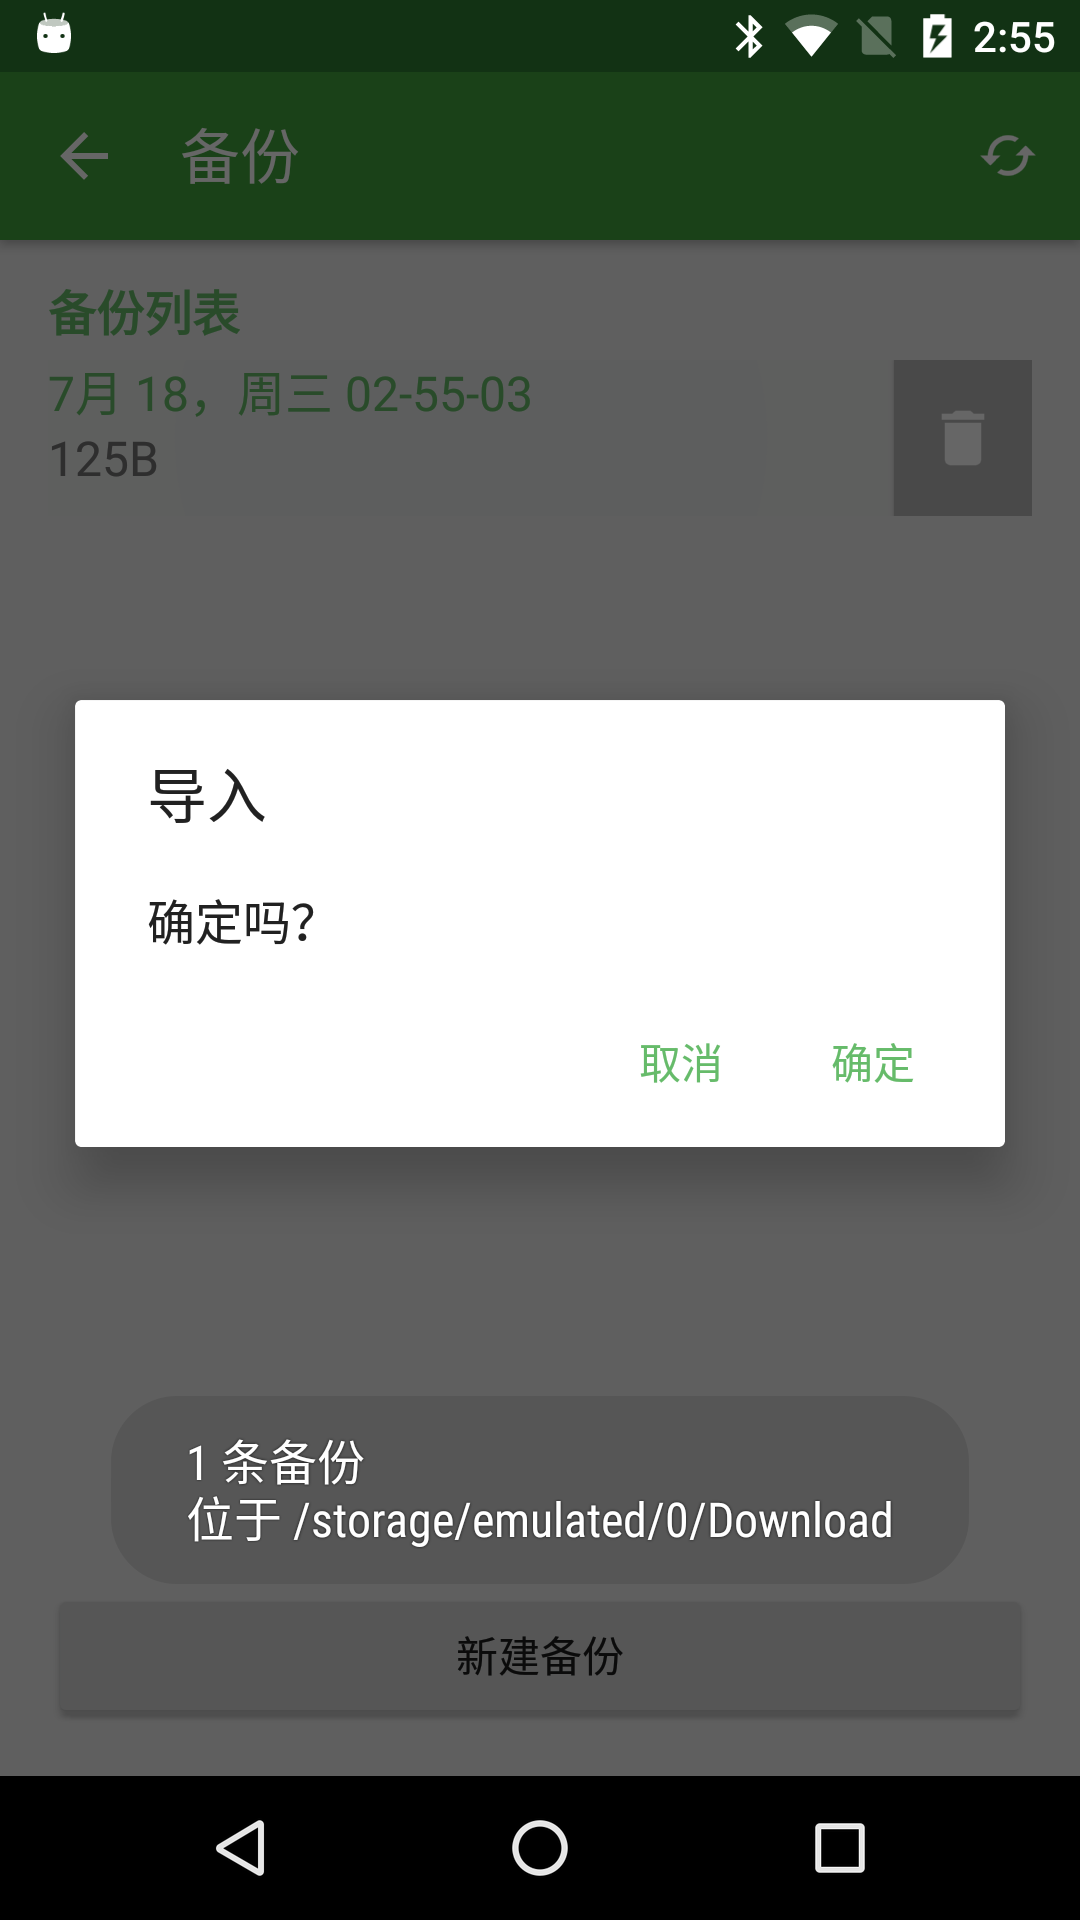 2:55
备份
备份列表
7月 18，周三 02-55-03
125B
导入
确定吗？
取消
确定
1 条备份
位于 /storage/emulated/0/Download
新建备份